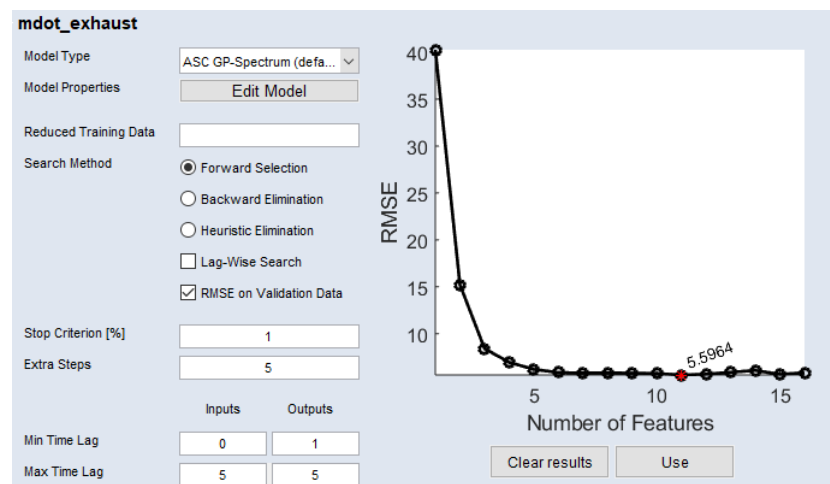 mdot_exhaust
Model Type
ASC GP-Spectrum (defa...
Model Properties
Edit Model
Reduced Training Data
Search Method
Forward Selection
Backward Elimination
Heuristic Elimination
Lag-Wise Search
RMSE on Validation Data
Stop Criterion [%]
1
Extra Steps
5
Inputs Outputs
Min Time Lag
0 1
Max Time Lag
5 5
40
35
30
25
20
15
10
RMSE
5.5964
5 10 15
Number of Features
Clear results Use